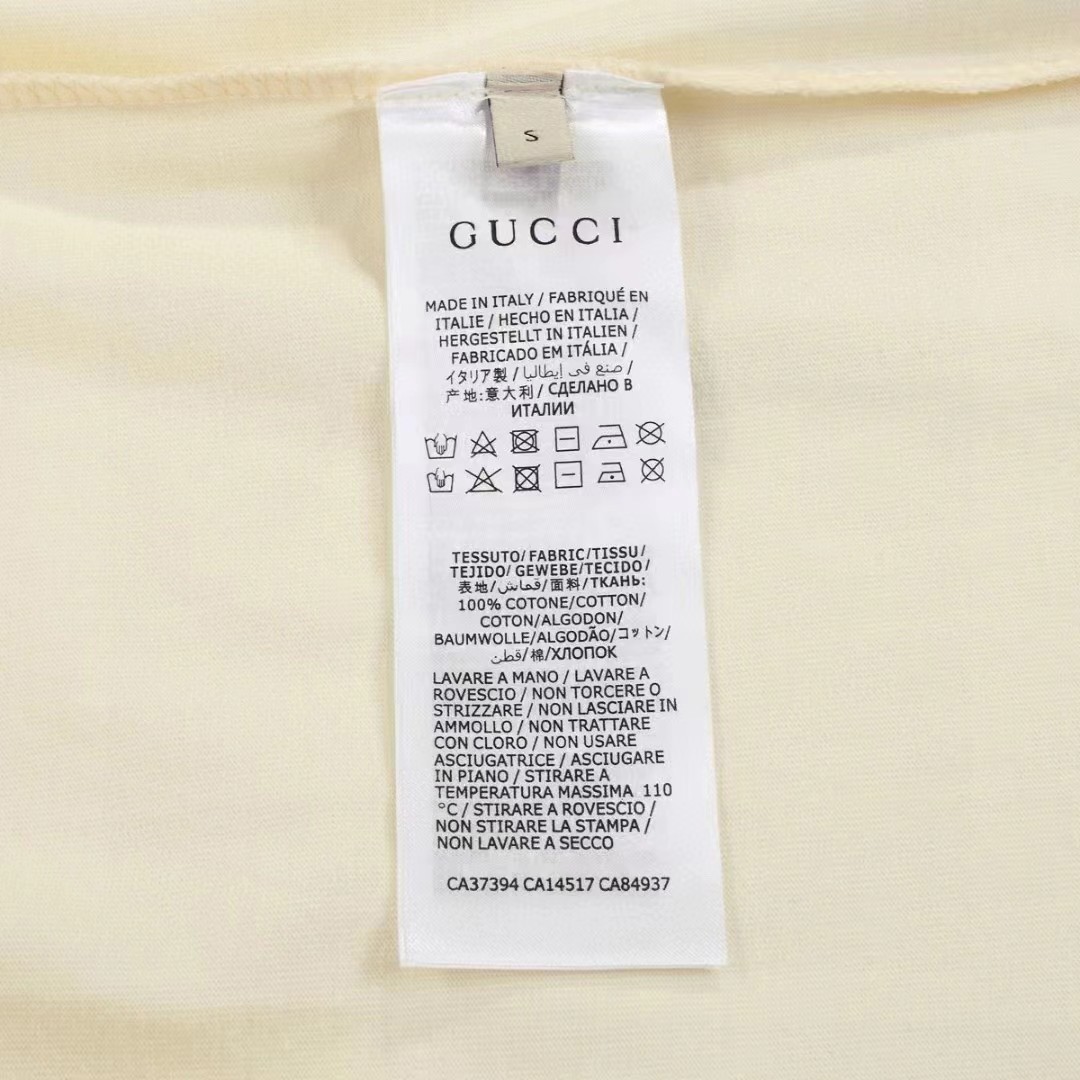 S
GUCCI
MADE IN ITALY / FABRIQUÉ EN
ITALIE / HECHO EN ITALIA /
HERGESTELLT IN ITALIEN /
FABRICADO EM ITÁLIA /
イタリア製 / صنع في إيطاليا /
产地:意大利 / СДЕЛАНО В
ИТАЛИИ
TESSUTO/ FABRIC/TISSU/
TEJIDO/ GEWEBE/TECIDO/
表地/قماش/面料/ТКАНЬ:
100% COTONE/COTTON/
COTON/ALGODON/
BAUMWOLLE/ALGODÃO/コットン/
قطن/棉/ХЛОПОК
LAVARE A MANO / LAVARE A
ROVESCIO / NON TORCERE O
STRIZZARE / NON LASCIARE IN
AMMOLLO / NON TRATTARE
CON CLORO / NON USARE
ASCIUGATRICE / ASCIUGARE
IN PIANO / STIRARE A
TEMPERATURA MASSIMA 110
°C / STIRARE A ROVESCIO /
NON STIRARE LA STAMPA /
NON LAVARE A SECCO
CA37394 CA14517 CA84937